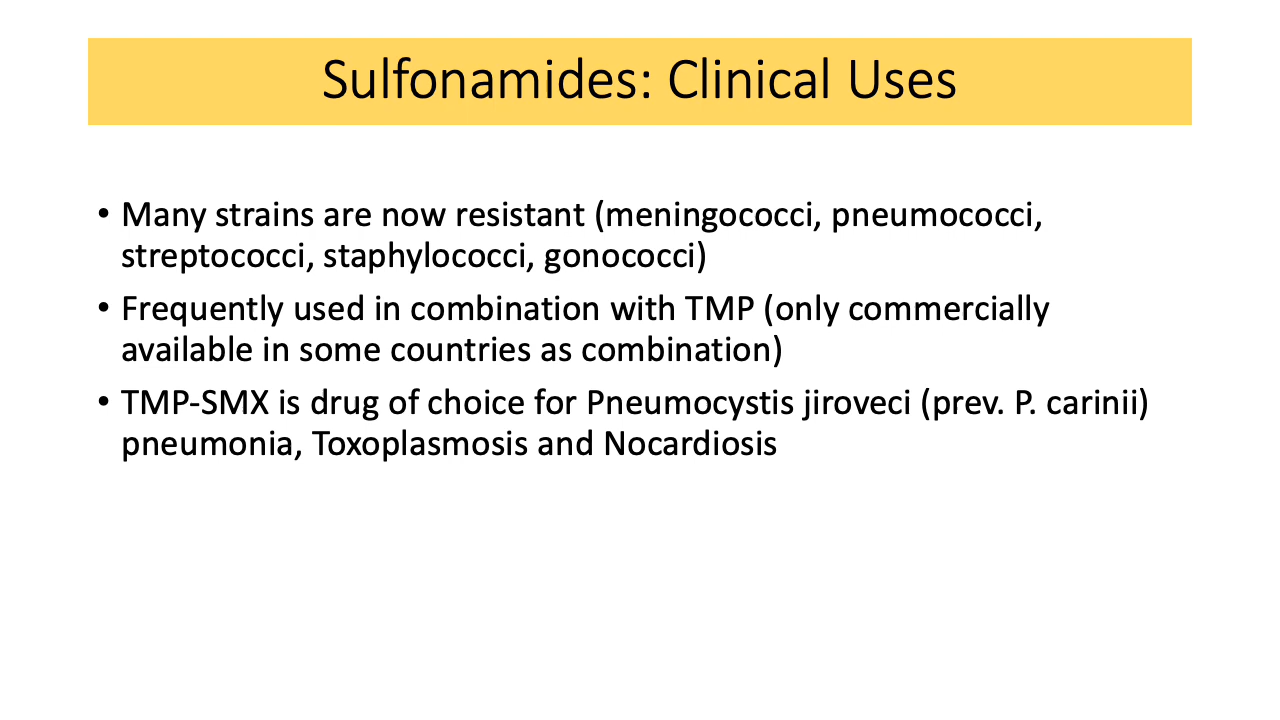 Sulfonamides: Clinical Uses
• Many strains are now resistant (meningococci, pneumococci,
streptococci, staphylococci, gonococci)
• Frequently used in combination with TMP (only commercially
available in some countries as combination)
• TMP-SMX is drug of choice for Pneumocystis jiroveci (prev. P. carinii)
pneumonia, Toxoplasmosis and Nocardiosis